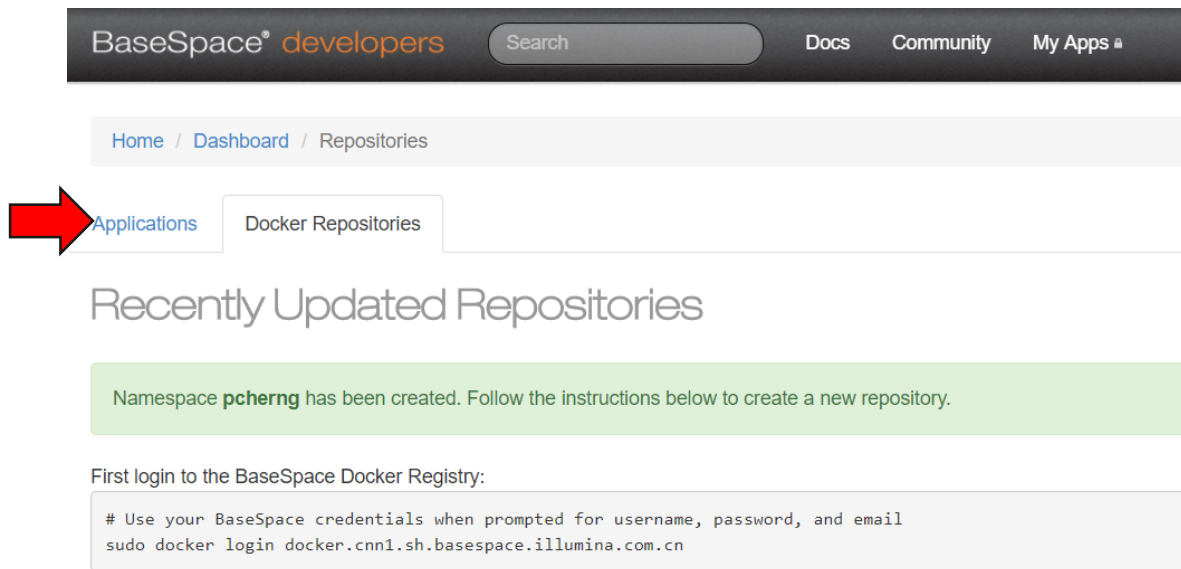 BaseSpace® developers Search Docs Community My Apps
Home / Dashboard / Repositories
Applications Docker Repositories
Recently Updated Repositories
Namespace pcherng has been created. Follow the instructions below to create a new repository.
First login to the BaseSpace Docker Registry:
# Use your BaseSpace credentials when prompted for username, password, and email
sudo docker login docker.cnn1.sh.basespace.illumina.com.cn